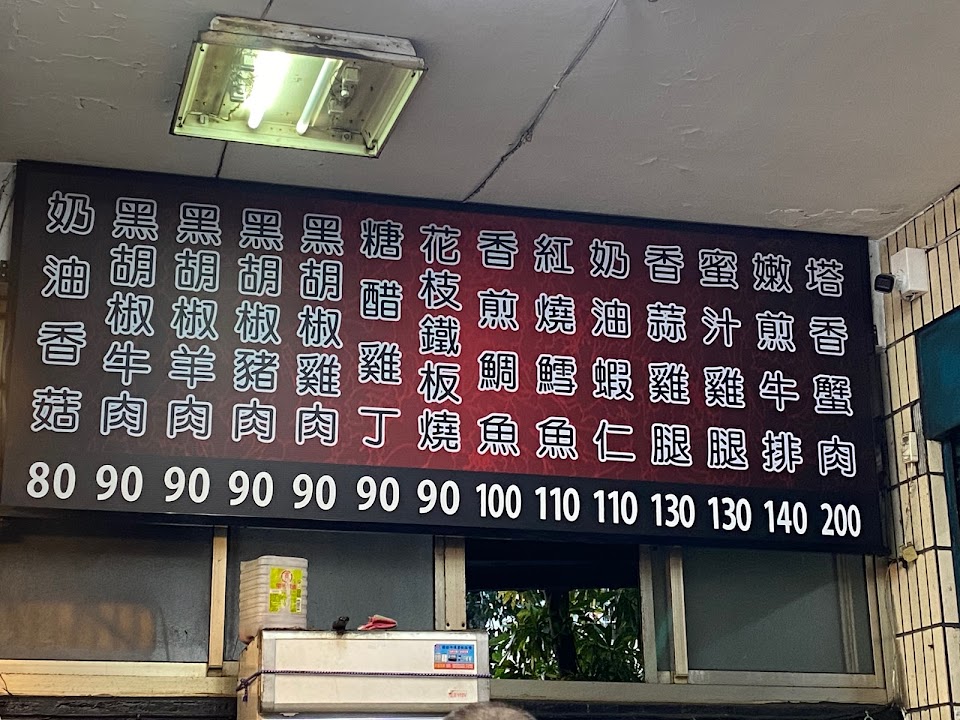 奶油香菇 80
黑胡椒牛肉 90
黑胡椒羊肉 90
黑胡椒豬肉 90
黑胡椒雞肉 90
糖醋雞丁 90
花枝鐵板燒 90
香煎鯛魚 100
紅燒鱈魚 110
奶油蝦仁 110
香蒜雞腿 130
蜜汁雞腿 130
嫩煎牛排 140
塔香蟹肉 200